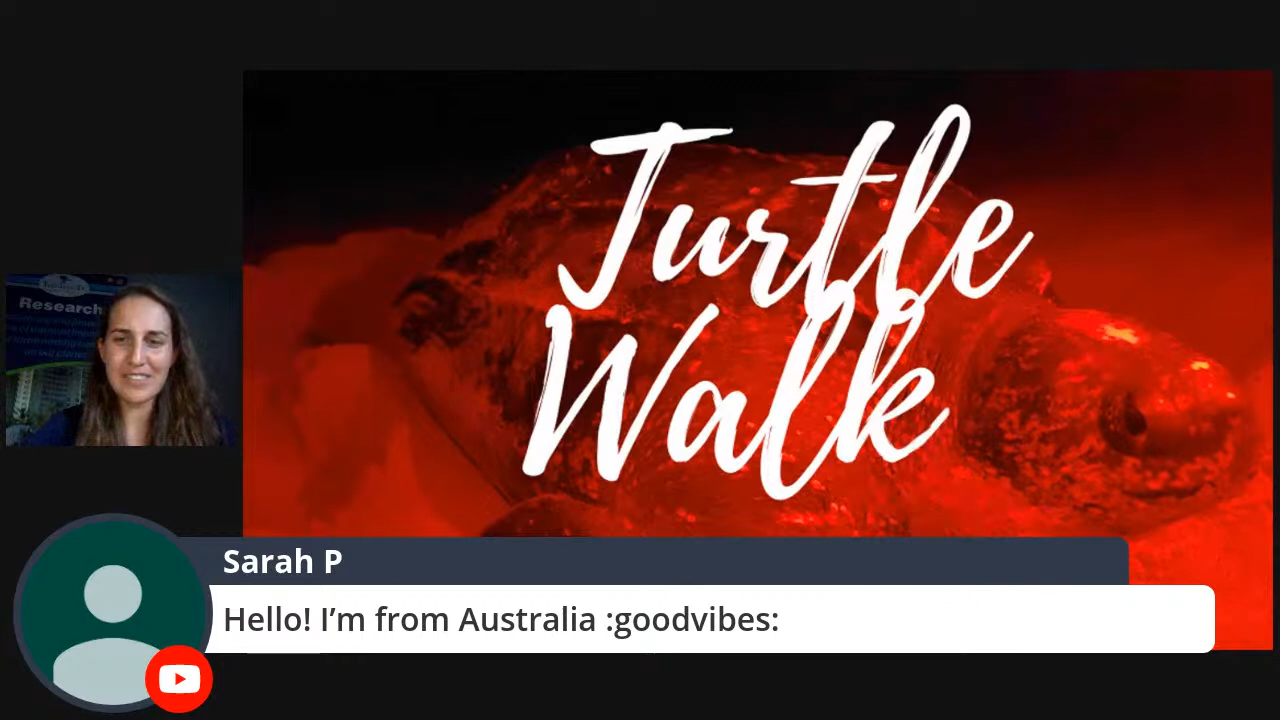 Turtle
Walk
Research
Sarah P
Hello! I'm from Australia :goodvibes: